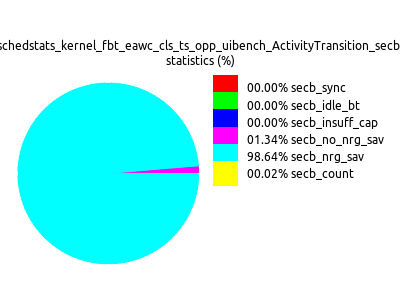 schedstats_kernel_fbt_eawc_cls_ts_opp_uibench_ActivityTransition_secb
statistics (%)
00.00% secb_sync
00.00% secb_idle_bt
00.00% secb_insuff_cap
01.34% secb_no_nrg_sav
98.64% secb_nrg_sav
00.02% secb_count